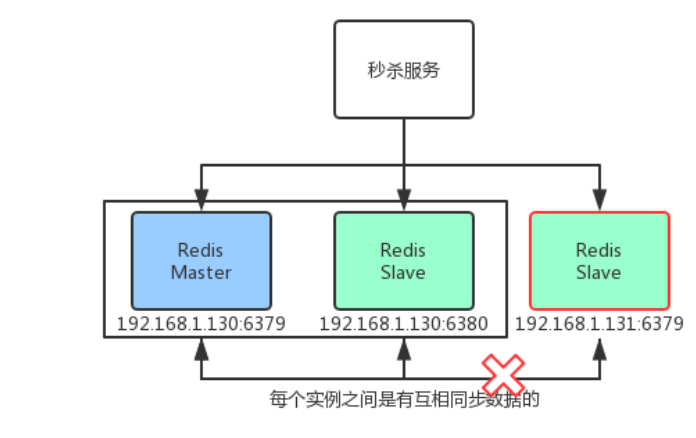 秒杀服务
Redis
Master
Redis
Slave
Redis
Slave
192.168.1.130:6379
192.168.1.130:6380
192.168.1.131:6379
每个实例之间是有互相同步数据的